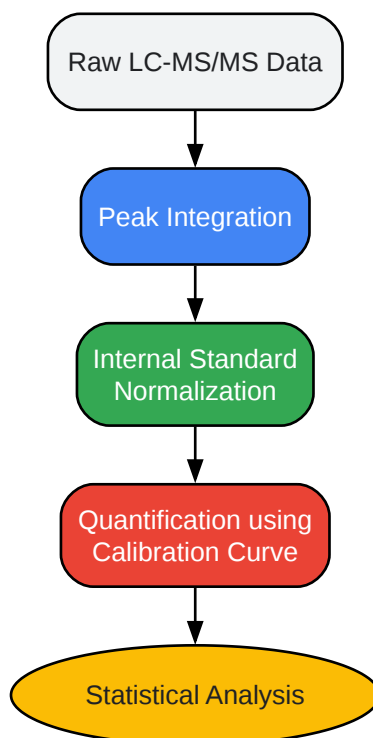 Raw LC-MS/MS Data
Peak Integration
Internal Standard
Normalization
Quantification using
Calibration Curve
Statistical Analysis